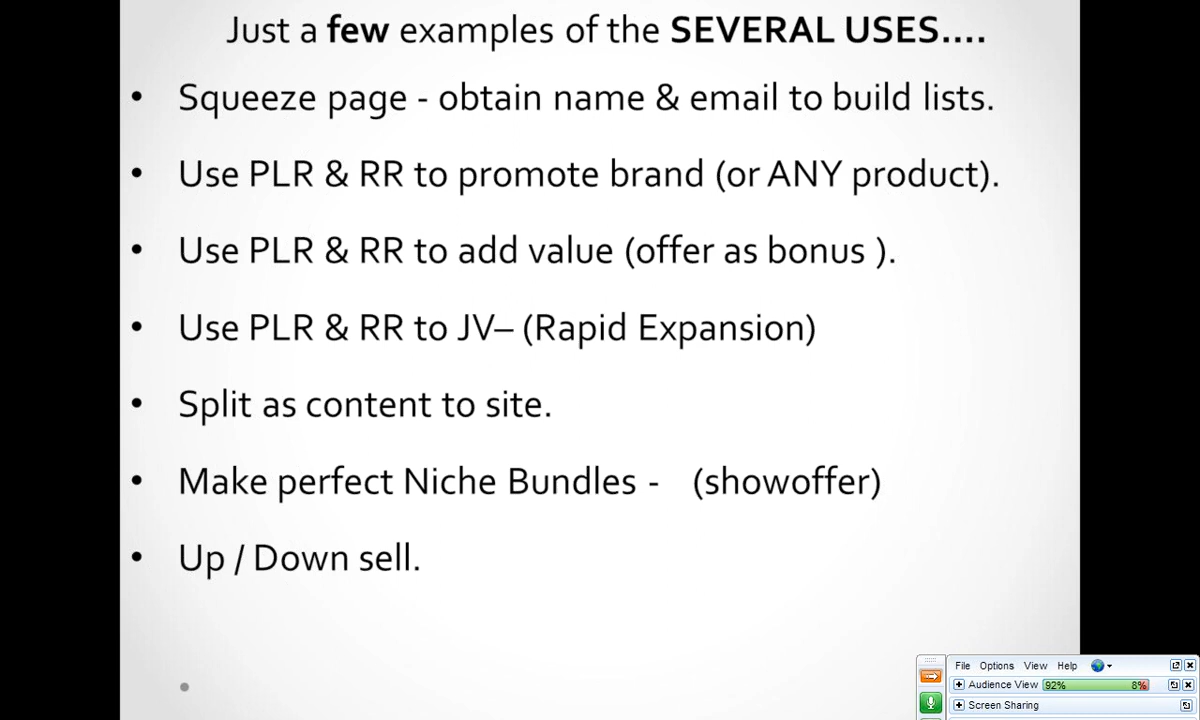 Just a few examples of the SEVERAL USES....
• Squeeze page - obtain name & email to build lists.
• Use PLR & RR to promote brand (or ANY product).
• Use PLR & RR to add value (offer as bonus ).
• Use PLR & RR to JV– (Rapid Expansion)
• Split as content to site.
• Make perfect Niche Bundles - (showoffer)
• Up / Down sell.
•
File Options View Help
Audience View 92% 8%
Screen Sharing